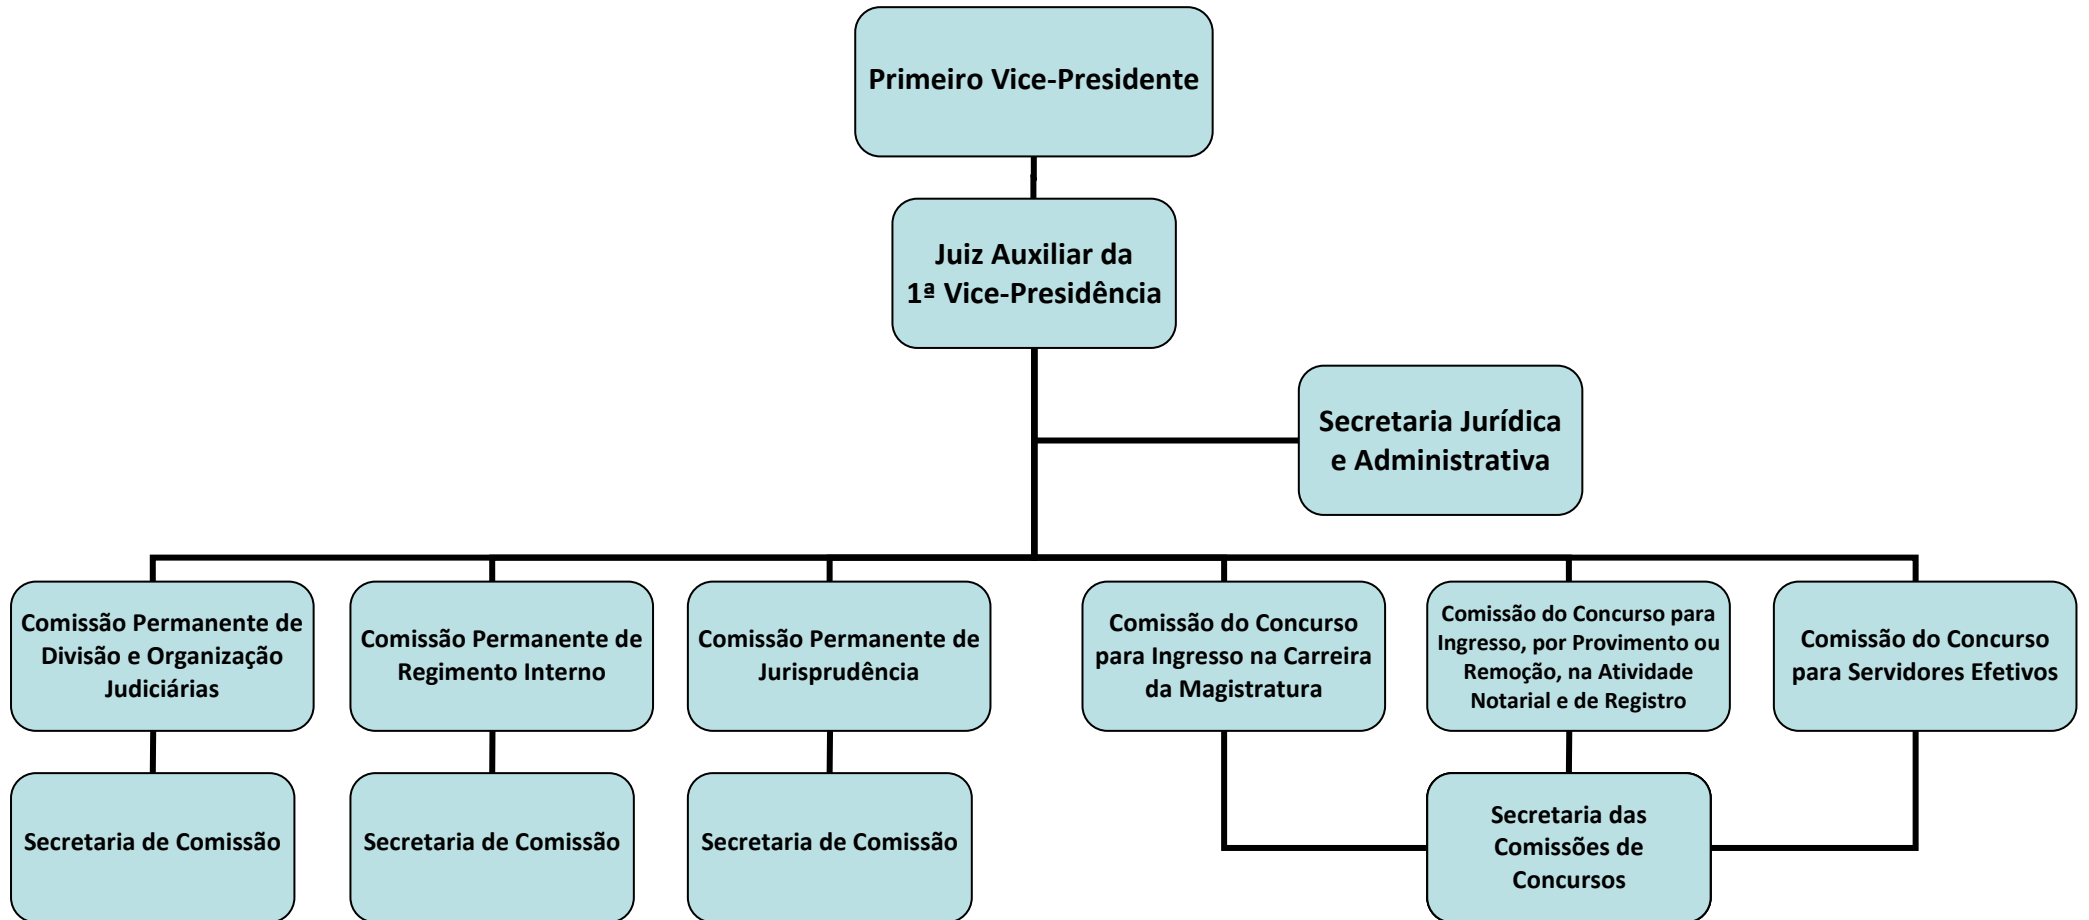 Primeiro Vice-Presidente
Juiz Auxiliar da
1ª Vice-Presidência
Secretaria Jurídica
e Administrativa
Comissão Permanente de
Divisão e Organização
Judiciárias
Comissão Permanente de
Regimento Interno
Comissão Permanente de
Jurisprudência
Comissão do Concurso
para Ingresso na Carreira
da Magistratura
Comissão do Concurso para
Ingresso, por Provimento ou
Remoção, na Atividade
Notarial e de Registro
Comissão do Concurso
para Servidores Efetivos
Secretaria de Comissão
Secretaria de Comissão
Secretaria de Comissão
Secretaria das
Comissões de
Concursos